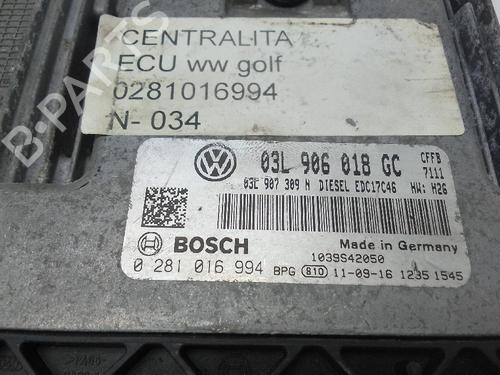 B-PARTS
CENTRALITA
ECU ww golf
0281016994
N- 034
03L 906 018 GC
CFFB
7111
03L 907 309 N DIESEL EDC17C46 HW: H26
BOSCH
Made in Germany
1039S42050
0 281 016 994 BPG 810 11-09-16 1235 1545